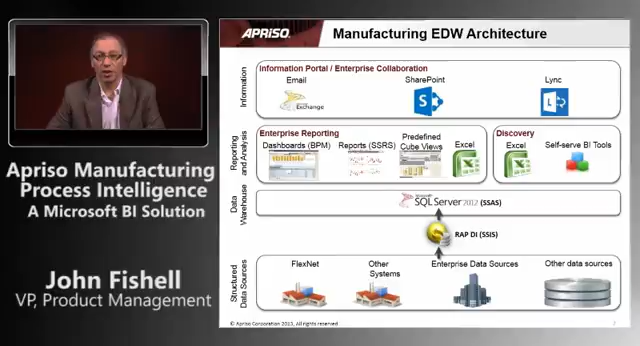 APRISO.
Manufacturing EDW Architecture
Information
Information Portal / Enterprise Collaboration
Email
SharePoint
Lync
Exchange
Reporting
and Analysis
Enterprise Reporting
Discovery
Dashboards (BPM)
Reports (SSRS)
Predefined
Cube Views
Excel
Excel
Self-serve BI Tools
Data
Warehouse
SQL Server 2012 (SSAS)
RAP DI (SSIS)
Structured
Data Sources
FlexNet
Other
Systems
Enterprise Data Sources
Other data sources
© Apriso Corporation 2013, All rights reserved
Apriso Manufacturing
Process Intelligence
A Microsoft BI Solution
John Fishell
VP, Product Management